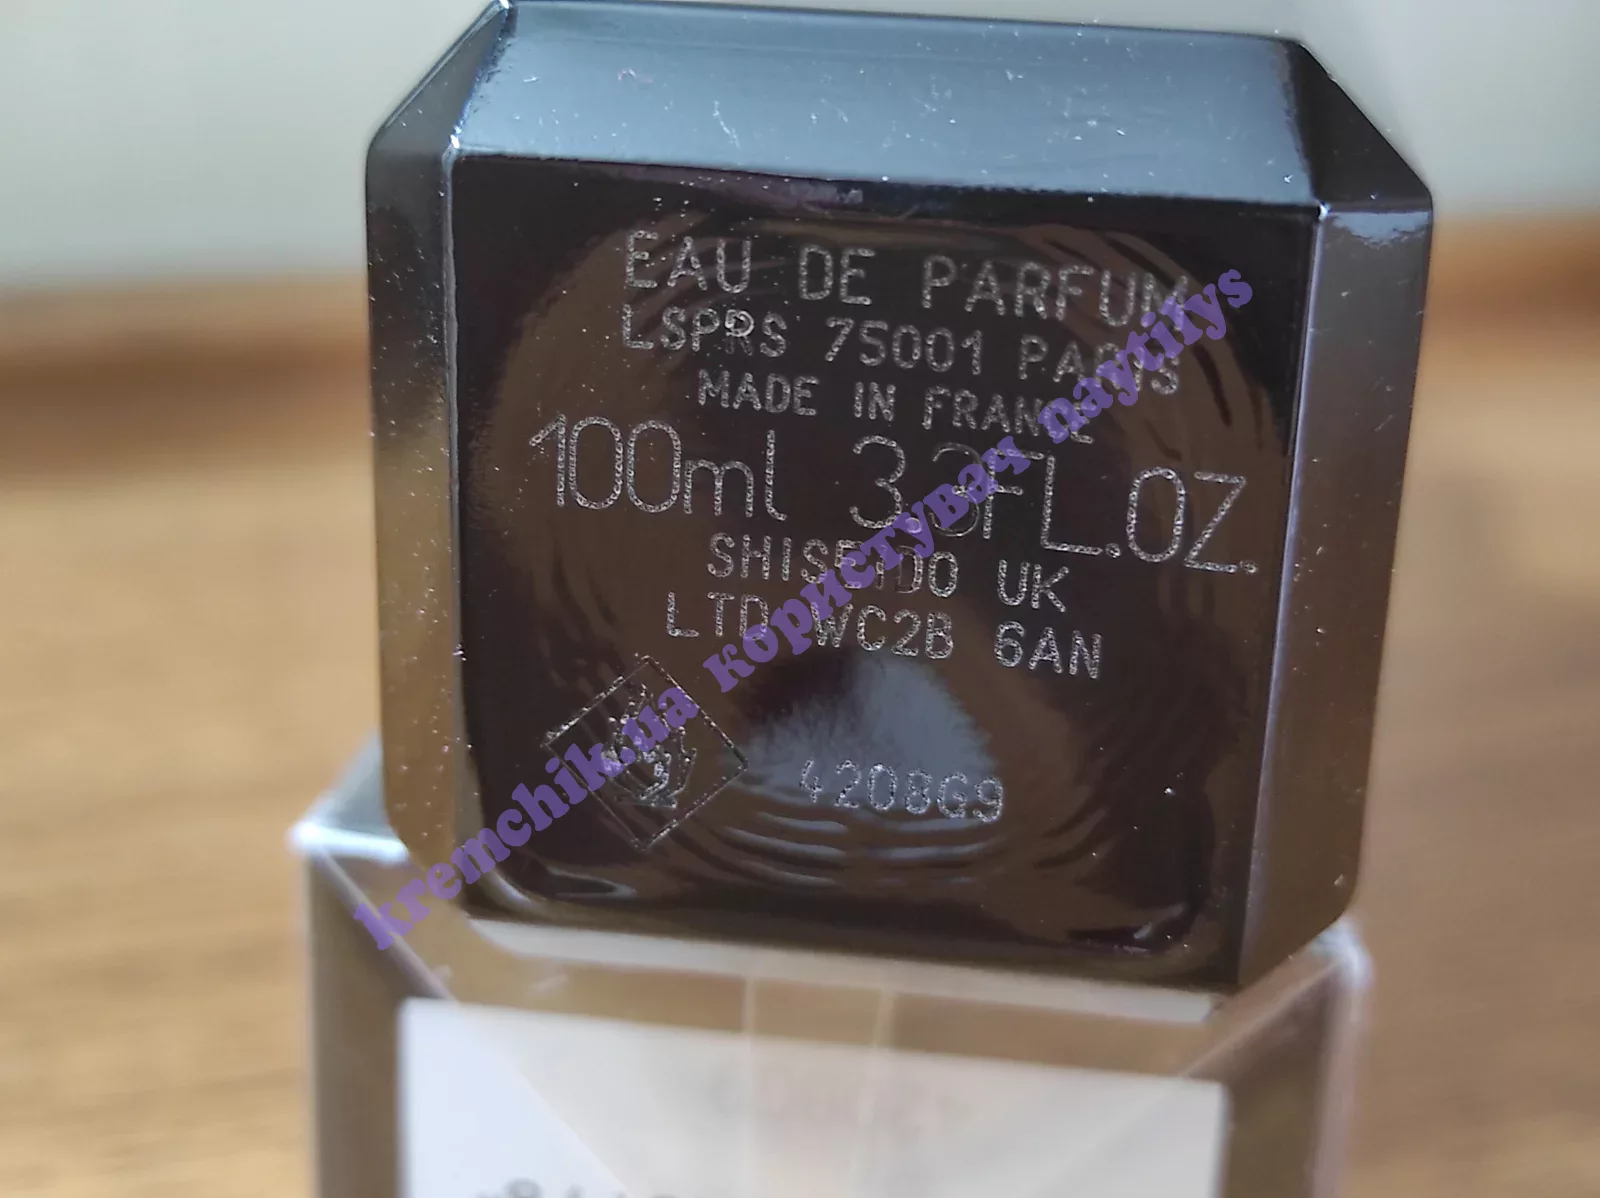 EAU DE PARFUM
LSPRS 75001 PARIS
MADE IN FRANCE
100ml 3.3FL.OZ.
SHISEIDO UK
LTD WC2B 6AN
4208G9
kremchik.ua користувач naytilys